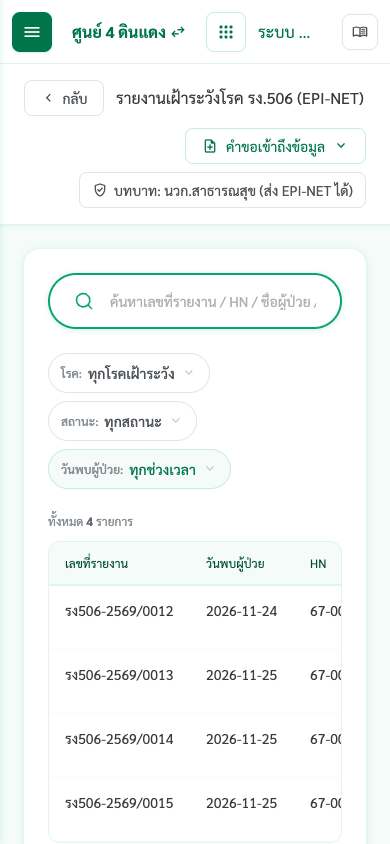 ศูนย์ 4 ดินแดง
ระบบ ...
กลับ
รายงานเฝ้าระวังโรค รง.506 (EPI-NET)
คำขอเข้าถึงข้อมูล
บทบาท: นวก.สาธารณสุข (ส่ง EPI-NET ได้)
ค้นหาเลขที่รายงาน / HN / ชื่อผู้ป่วย /
โรค: ทุกโรคเฝ้าระวัง
สถานะ: ทุกสถานะ
วันพบผู้ป่วย: ทุกช่วงเวลา
ทั้งหมด 4 รายการ
เลขที่รายงาน วันพบผู้ป่วย HN
รง506-2569/0012 2026-11-24 67-00
รง506-2569/0013 2026-11-25 67-00
รง506-2569/0014 2026-11-25 67-00
รง506-2569/0015 2026-11-25 67-00